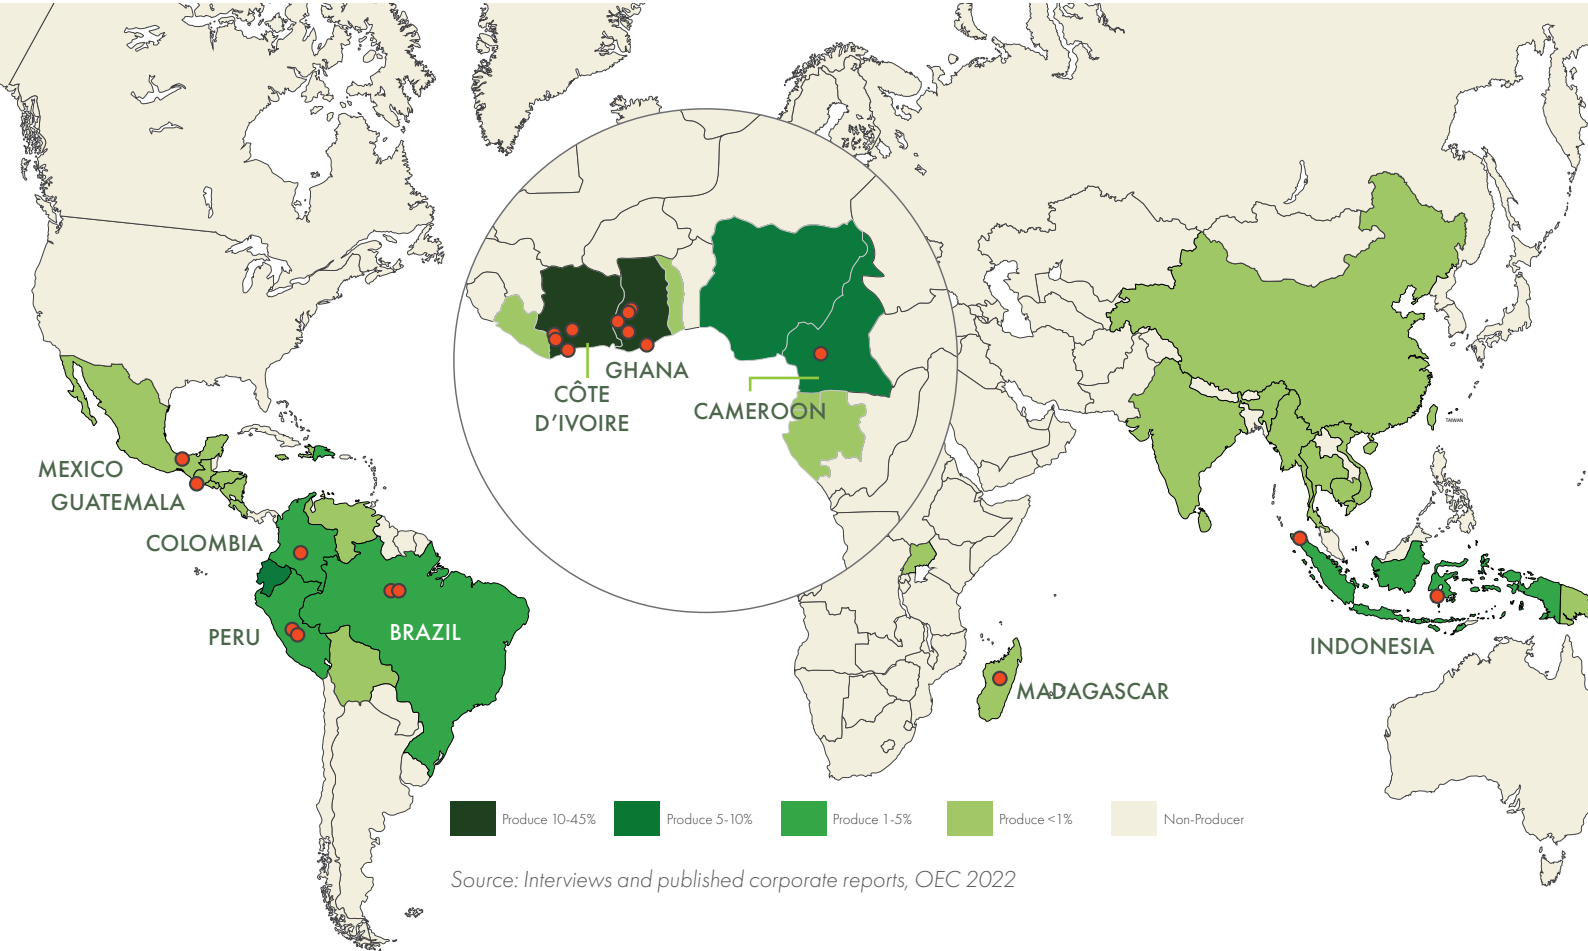 TAIWAN
GHANA
CÔTE
D'IVOIRE
CAMEROON
MEXICO
GUATEMALA
COLOMBIA
PERU
BRAZIL
INDONESIA
MADAGASCAR
Produce 10-45%
Produce 5-10%
Produce 1-5%
Produce <1%
Non-Producer
Source: Interviews and published corporate reports, OEC 2022